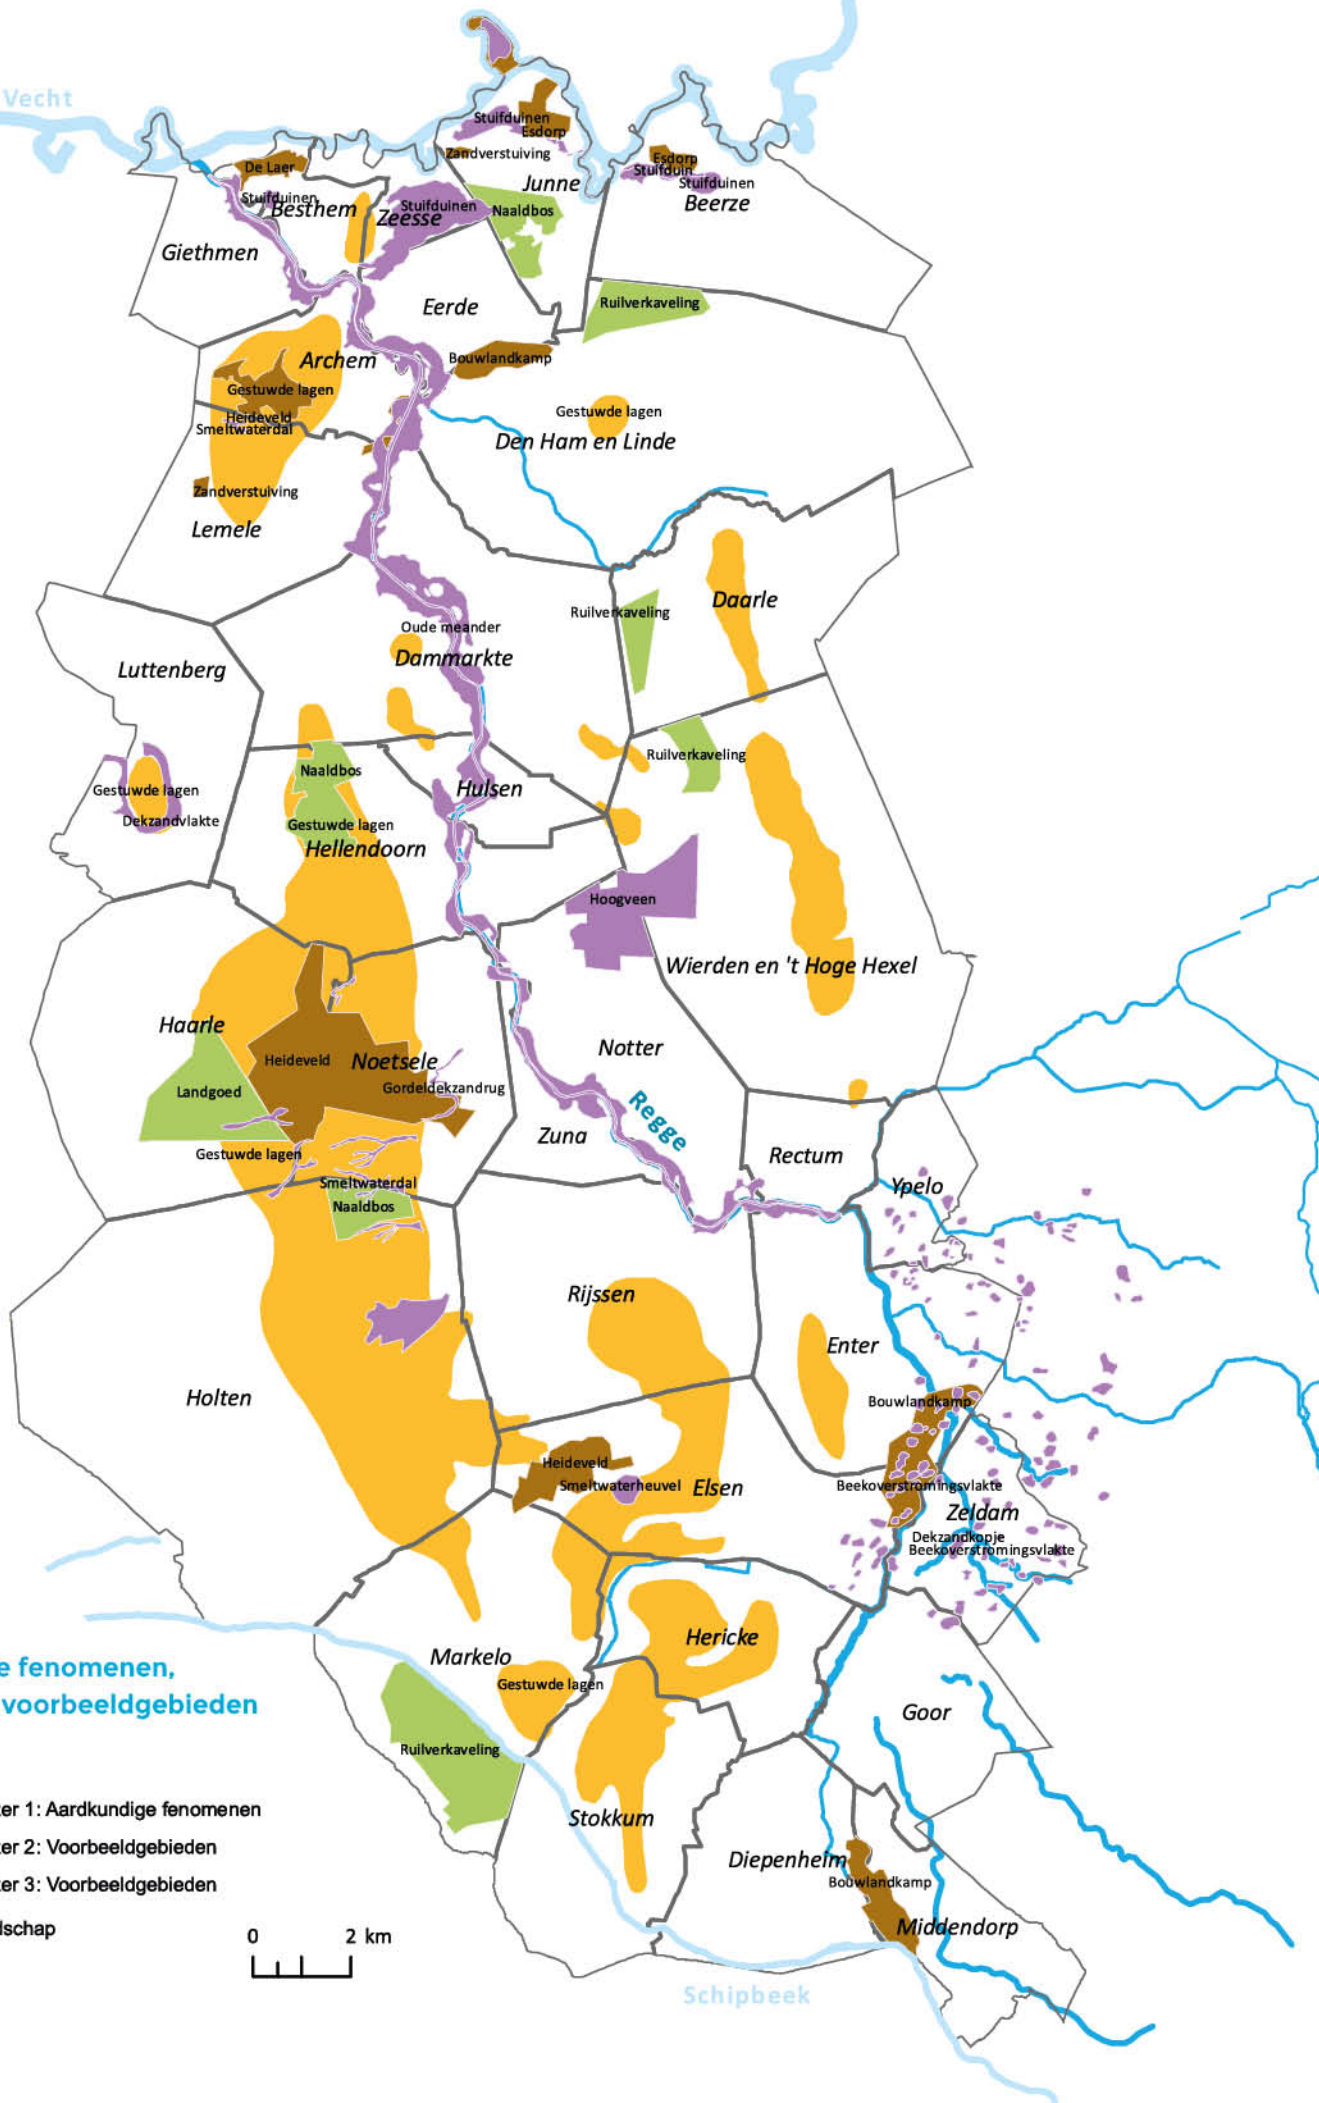 Vecht
Stuifduinen
Esdorp
Zandverstuiving
Junne
De Laer
Stuifduinen
Besthem
Zeesse
Stuifduinen
Naaldbos
Esdorp
Stuifduin
Stuifduinen
Beerze
Giethmen
Eerde
Ruilverkaveling
Archem
Bouwlandkamp
Gestuwde lagen
Heideveld
Smeltwaterdal
Gestuwde lagen
Den Ham en Linde
Zandverstuiving
Lemele
Ruilverkaveling
Daarle
Oude meander
Dammarkte
Luttenberg
Ruilverkaveling
Naaldbos
Hulsen
Gestuwde lagen
Dekzandvlakte
Gestuwde lagen
Hellendoorn
Hoogveen
Wierden en 't Hoge Hexel
Haarle
Heideveld
Noetsele
Notter
Landgoed
Gordeldekzandrug
Regge
Zuna
Gestuwde lagen
Rectum
Smeltwaterdal
Naaldbos
Ypelo
Rijssen
Enter
Holten
Bouwlandkamp
Heideveld
Smeltwaterheuvel
Elsen
Beekoverstromingsvlakte
Zeldam
Dekzandkopje
Beekoverstromingsvlakte
Hericke
Markelo
Gestuwde lagen
e fenomenen,
voorbeeldgebieden
Goor
Ruilverkaveling
er 1: Aardkundige fenomenen
er 2: Voorbeeldgebieden
er 3: Voorbeeldgebieden
dschap
0 2 km
Stokkum
Diepenheim
Bouwlandkamp
Middendorp
Schipbeek